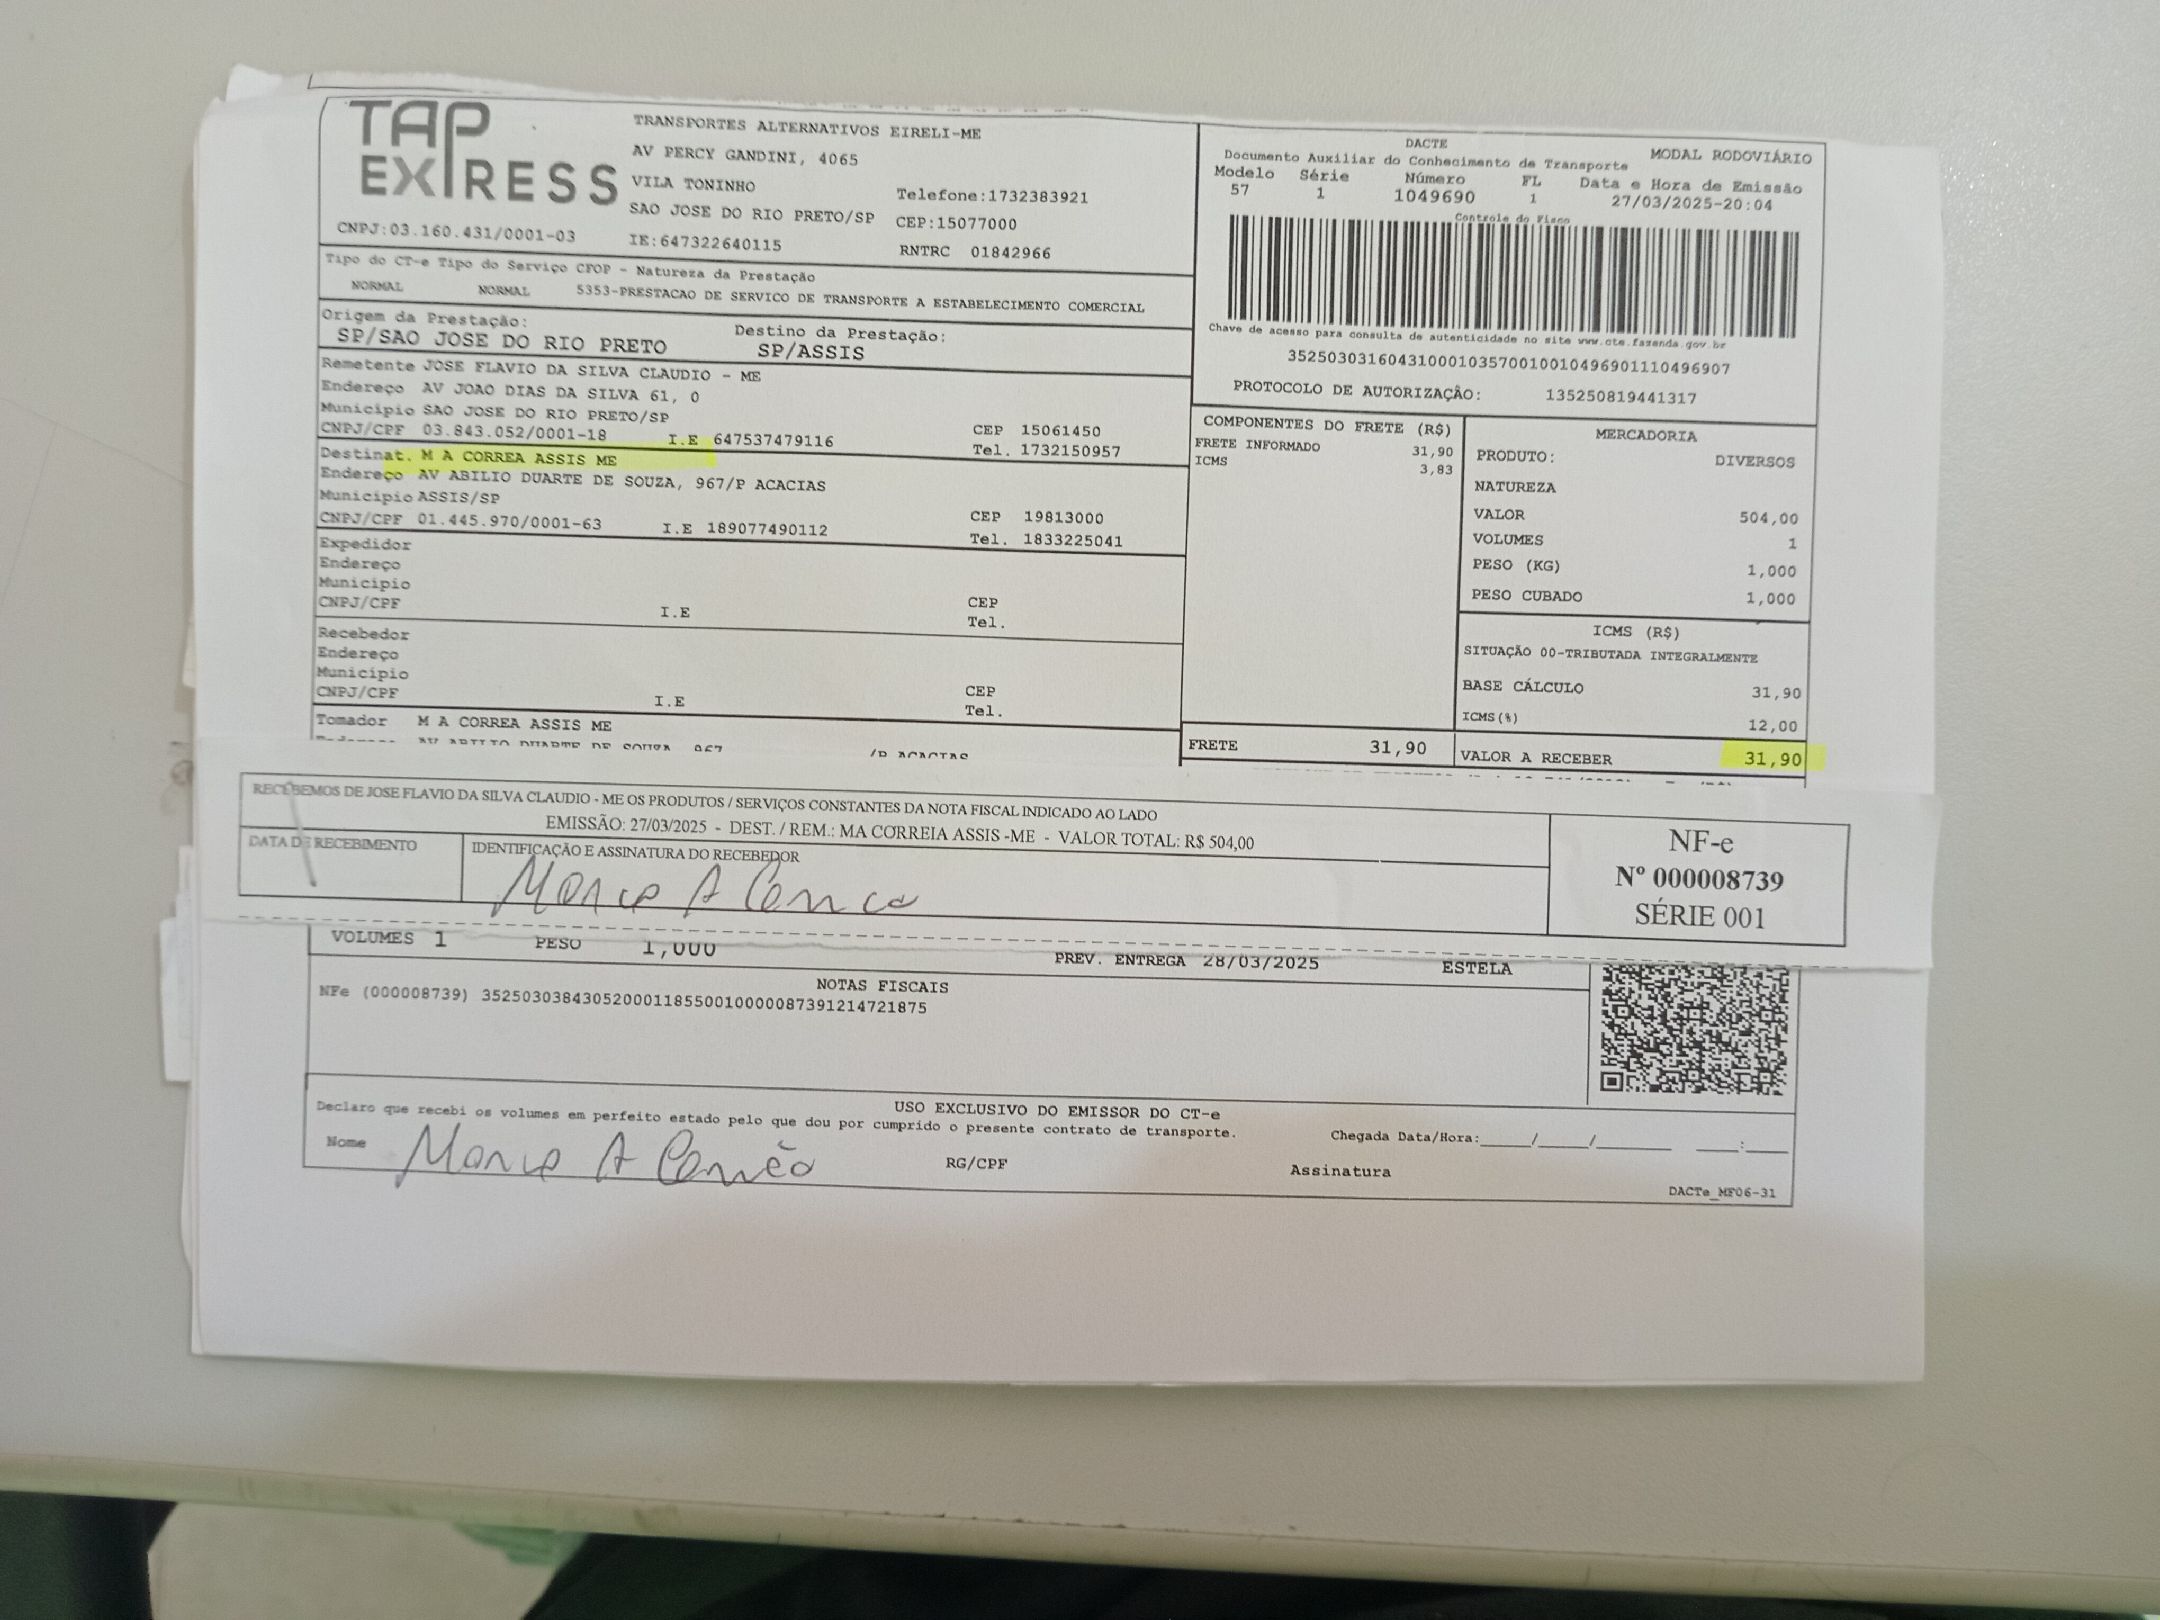 TAP EXPRESS
TRANSPORTES ALTERNATIVOS EIRELI-ME
AV PERCY GANDINI, 4065
VILA TONINHO
Telefone:1732383921
SAO JOSE DO RIO PRETO/SP CEP:15077000
CNPJ:03.160.431/0001-03 IE:647322640115 RNTRC 01842966
Tipo do CT-e Tipo do Serviço CFOP - Natureza da Prestação
NORMAL NORMAL 5353-PRESTACAO DE SERVICO DE TRANSPORTE A ESTABELECIMENTO COMERCIAL
Origem da Prestação: Destino da Prestação:
SP/SAO JOSE DO RIO PRETO SP/ASSIS
Remetente JOSE FLAVIO DA SILVA CLAUDIO - ME
Endereço AV JOAO DIAS DA SILVA 61, 0
Município SAO JOSE DO RIO PRETO/SP CEP 15061450
CNPJ/CPF 03.843.052/0001-18 I.E 647537479116 Tel. 1732150957
Destinat. M A CORREA ASSIS ME
Endereço AV ABILIO DUARTE DE SOUZA, 967/P ACACIAS
Município ASSIS/SP CEP 19813000
CNPJ/CPF 01.445.970/0001-63 I.E 189077490112 Tel. 1833225041
Expedidor
Endereço
Município CEP
CNPJ/CPF I.E Tel.
Recebedor
Endereço
Município CEP
CNPJ/CPF I.E Tel.
Tomador M A CORREA ASSIS ME
DACTE MODAL RODOVIÁRIO
Documento Auxiliar do Conhecimento de Transporte
Modelo Série Número FL Data e Hora de Emissão
57 1 1049690 1 27/03/2025-20:04
Controle do Fisco
Chave de acesso para consulta de autenticidade no site www.cte.fazenda.gov.br
35250303160431000103570010010496901110496907
PROTOCOLO DE AUTORIZAÇÃO: 135250819441317
COMPONENTES DO FRETE (R$)
FRETE INFORMADO 31,90
ICMS 3,83
FRETE 31,90
MERCADORIA
PRODUTO: DIVERSOS
NATUREZA
VALOR 504,00
VOLUMES 1
PESO (KG) 1,000
PESO CUBADO 1,000
ICMS (R$)
SITUAÇÃO 00-TRIBUTADA INTEGRALMENTE
BASE CÁLCULO 31,90
ICMS(%) 12,00
VALOR A RECEBER 31,90
RECEBEMOS DE JOSE FLAVIO DA SILVA CLAUDIO - ME OS PRODUTOS / SERVIÇOS CONSTANTES DA NOTA FISCAL INDICADO AO LADO
EMISSÃO: 27/03/2025 - DEST. / REM.: MA CORREIA ASSIS -ME - VALOR TOTAL: R$ 504,00
DATA DE RECEBIMENTO IDENTIFICAÇÃO E ASSINATURA DO RECEBEDOR
NF-e
Nº 000008739
SÉRIE 001
VOLUMES 1 PESO 1,000 PREV. ENTREGA 28/03/2025 ESTELA
NOTAS FISCAIS
NFe (000008739) 35250303843052000118550010000087391214721875
USO EXCLUSIVO DO EMISSOR DO CT-e
Declaro que recebi os volumes em perfeito estado pelo que dou por cumprido o presente contrato de transporte.
Chegada Data/Hora:_____/_____/_______ ____:____
Nome RG/CPF Assinatura
DACTe_MF06-31